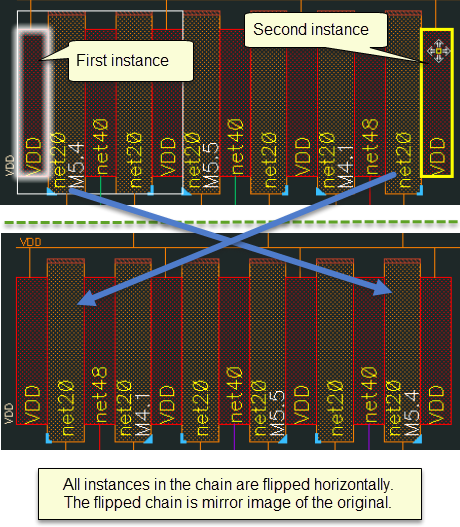 First instance
Second instance
VDD
VDD
net20
M5.4
net40
net20
VDD
net20
M5.5
net40
VDD
net20
M4.1
net48
net20
VDD
VDD
VDD
VDD
net20
net48
net20
M4.1
VDD
net20
net40
net20
M5.5
VDD
net20
net40
net20
M5.4
VDD
All instances in the chain are flipped horizontally.
The flipped chain is mirror image of the original.